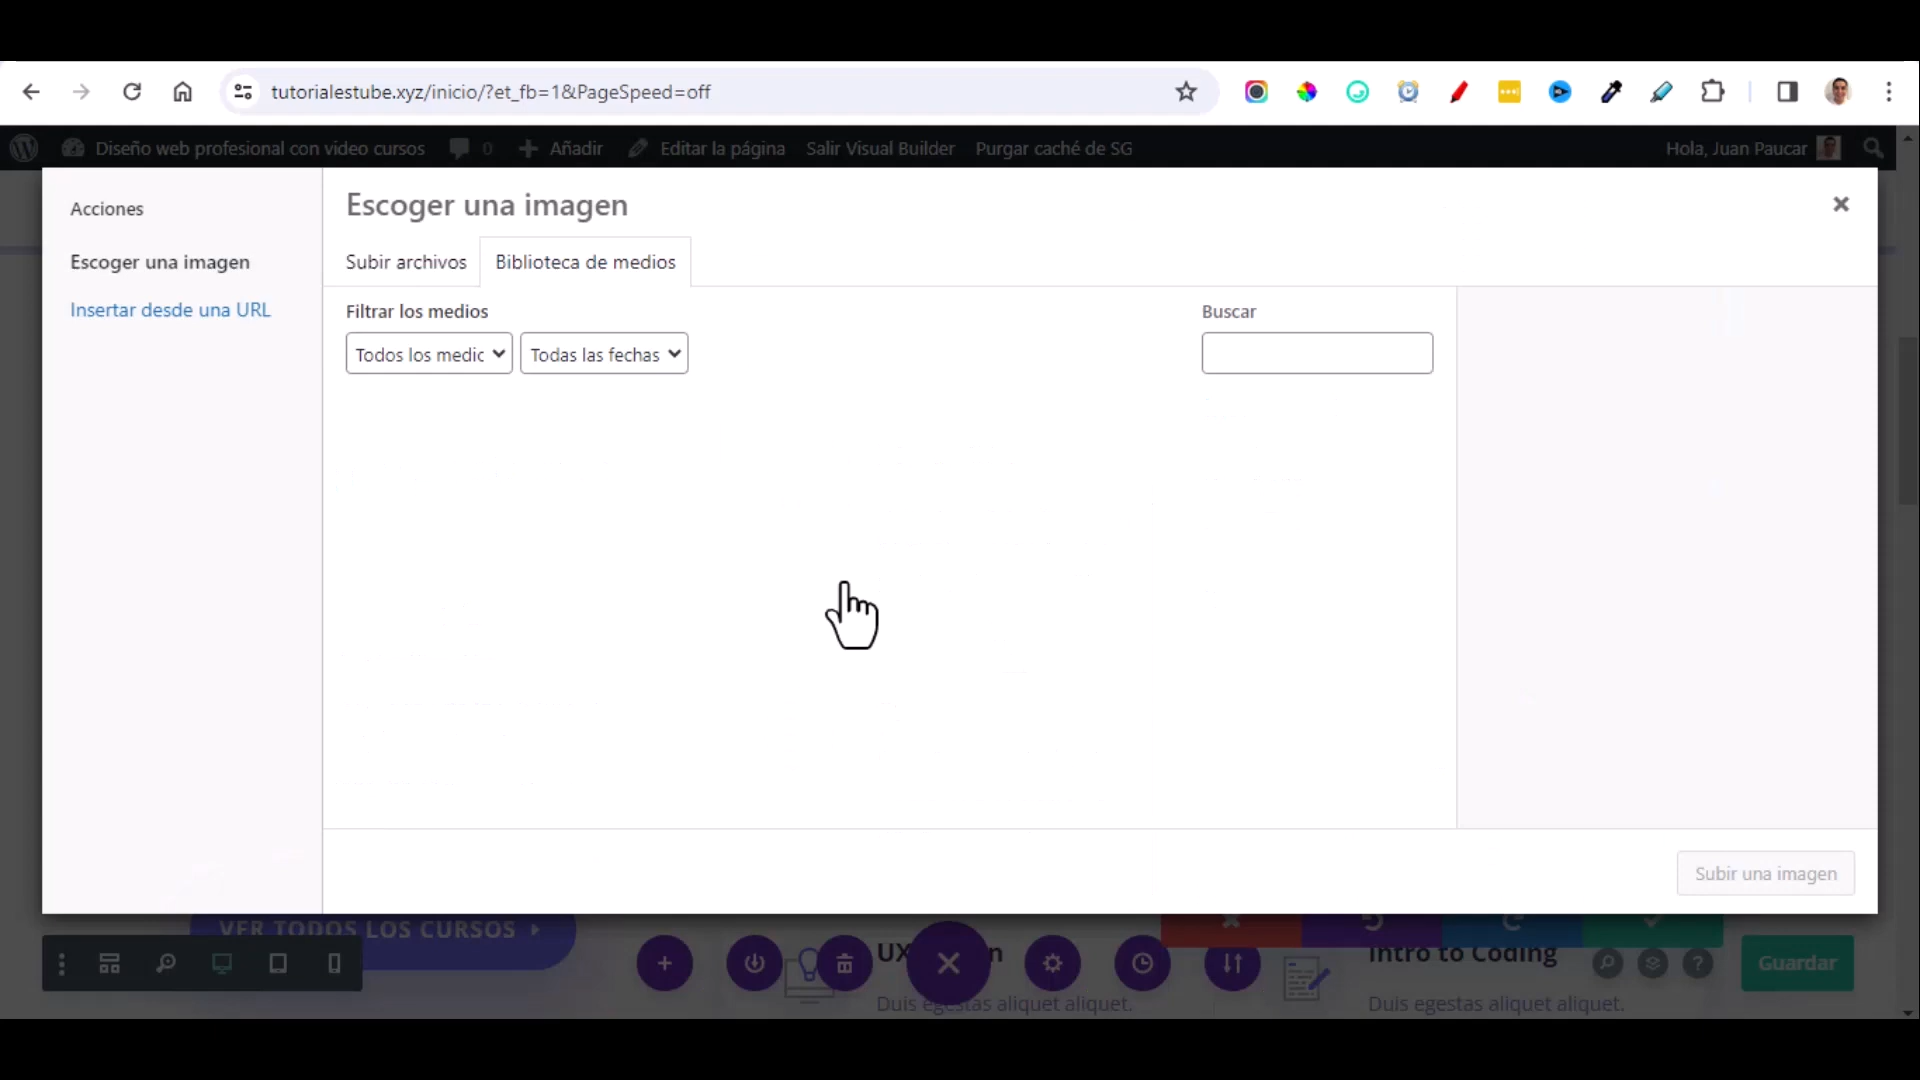 tutorialestube.xyz/inicio/?et_fb=1&PageSpeed=off
Diseño web profesional con video cursos 0 Añadir Editar la página Salir Visual Builder Purgar caché de SG Hola, Juan Paucar
Acciones
Escoger una imagen
Insertar desde una URL
Escoger una imagen
Subir archivos Biblioteca de medios
Filtrar los medios
Todos los medic Todas las fechas
Buscar
Subir una imagen
VER TODOS LOS CURSOS
UX n
Duis egestas aliquet aliquet.
Intro to Coding
Duis egestas aliquet aliquet.
Guardar